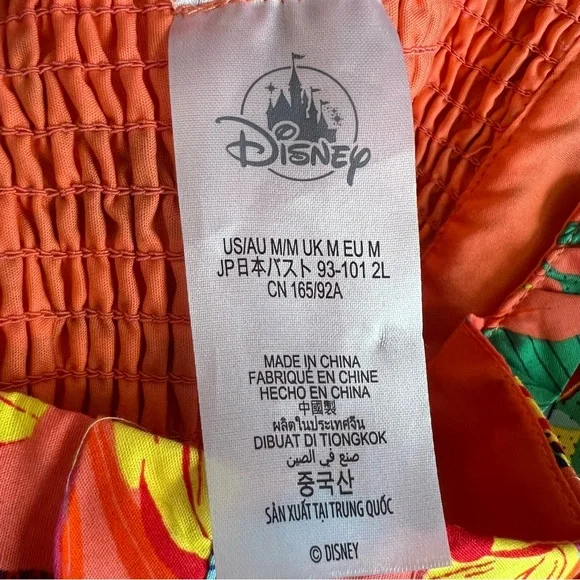 Disney
US/AU M/M UK M EU M
JP日本バスト 93-101 2L
CN 165/92A
MADE IN CHINA
FABRIQUÉ EN CHINE
HECHO EN CHINA
中國製
ผลิตในประเทศจีน
DIBUAT DI TIONGKOK
صنع في الصين
중국산
SẢN XUẤT TẠI TRUNG QUỐC
© DISNEY